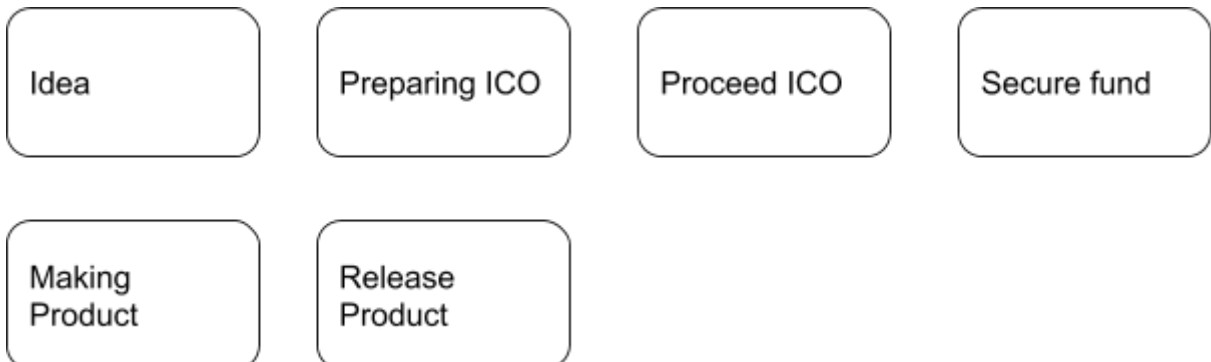 Idea
Preparing ICO
Proceed ICO
Secure fund
Making
Product
Release
Product